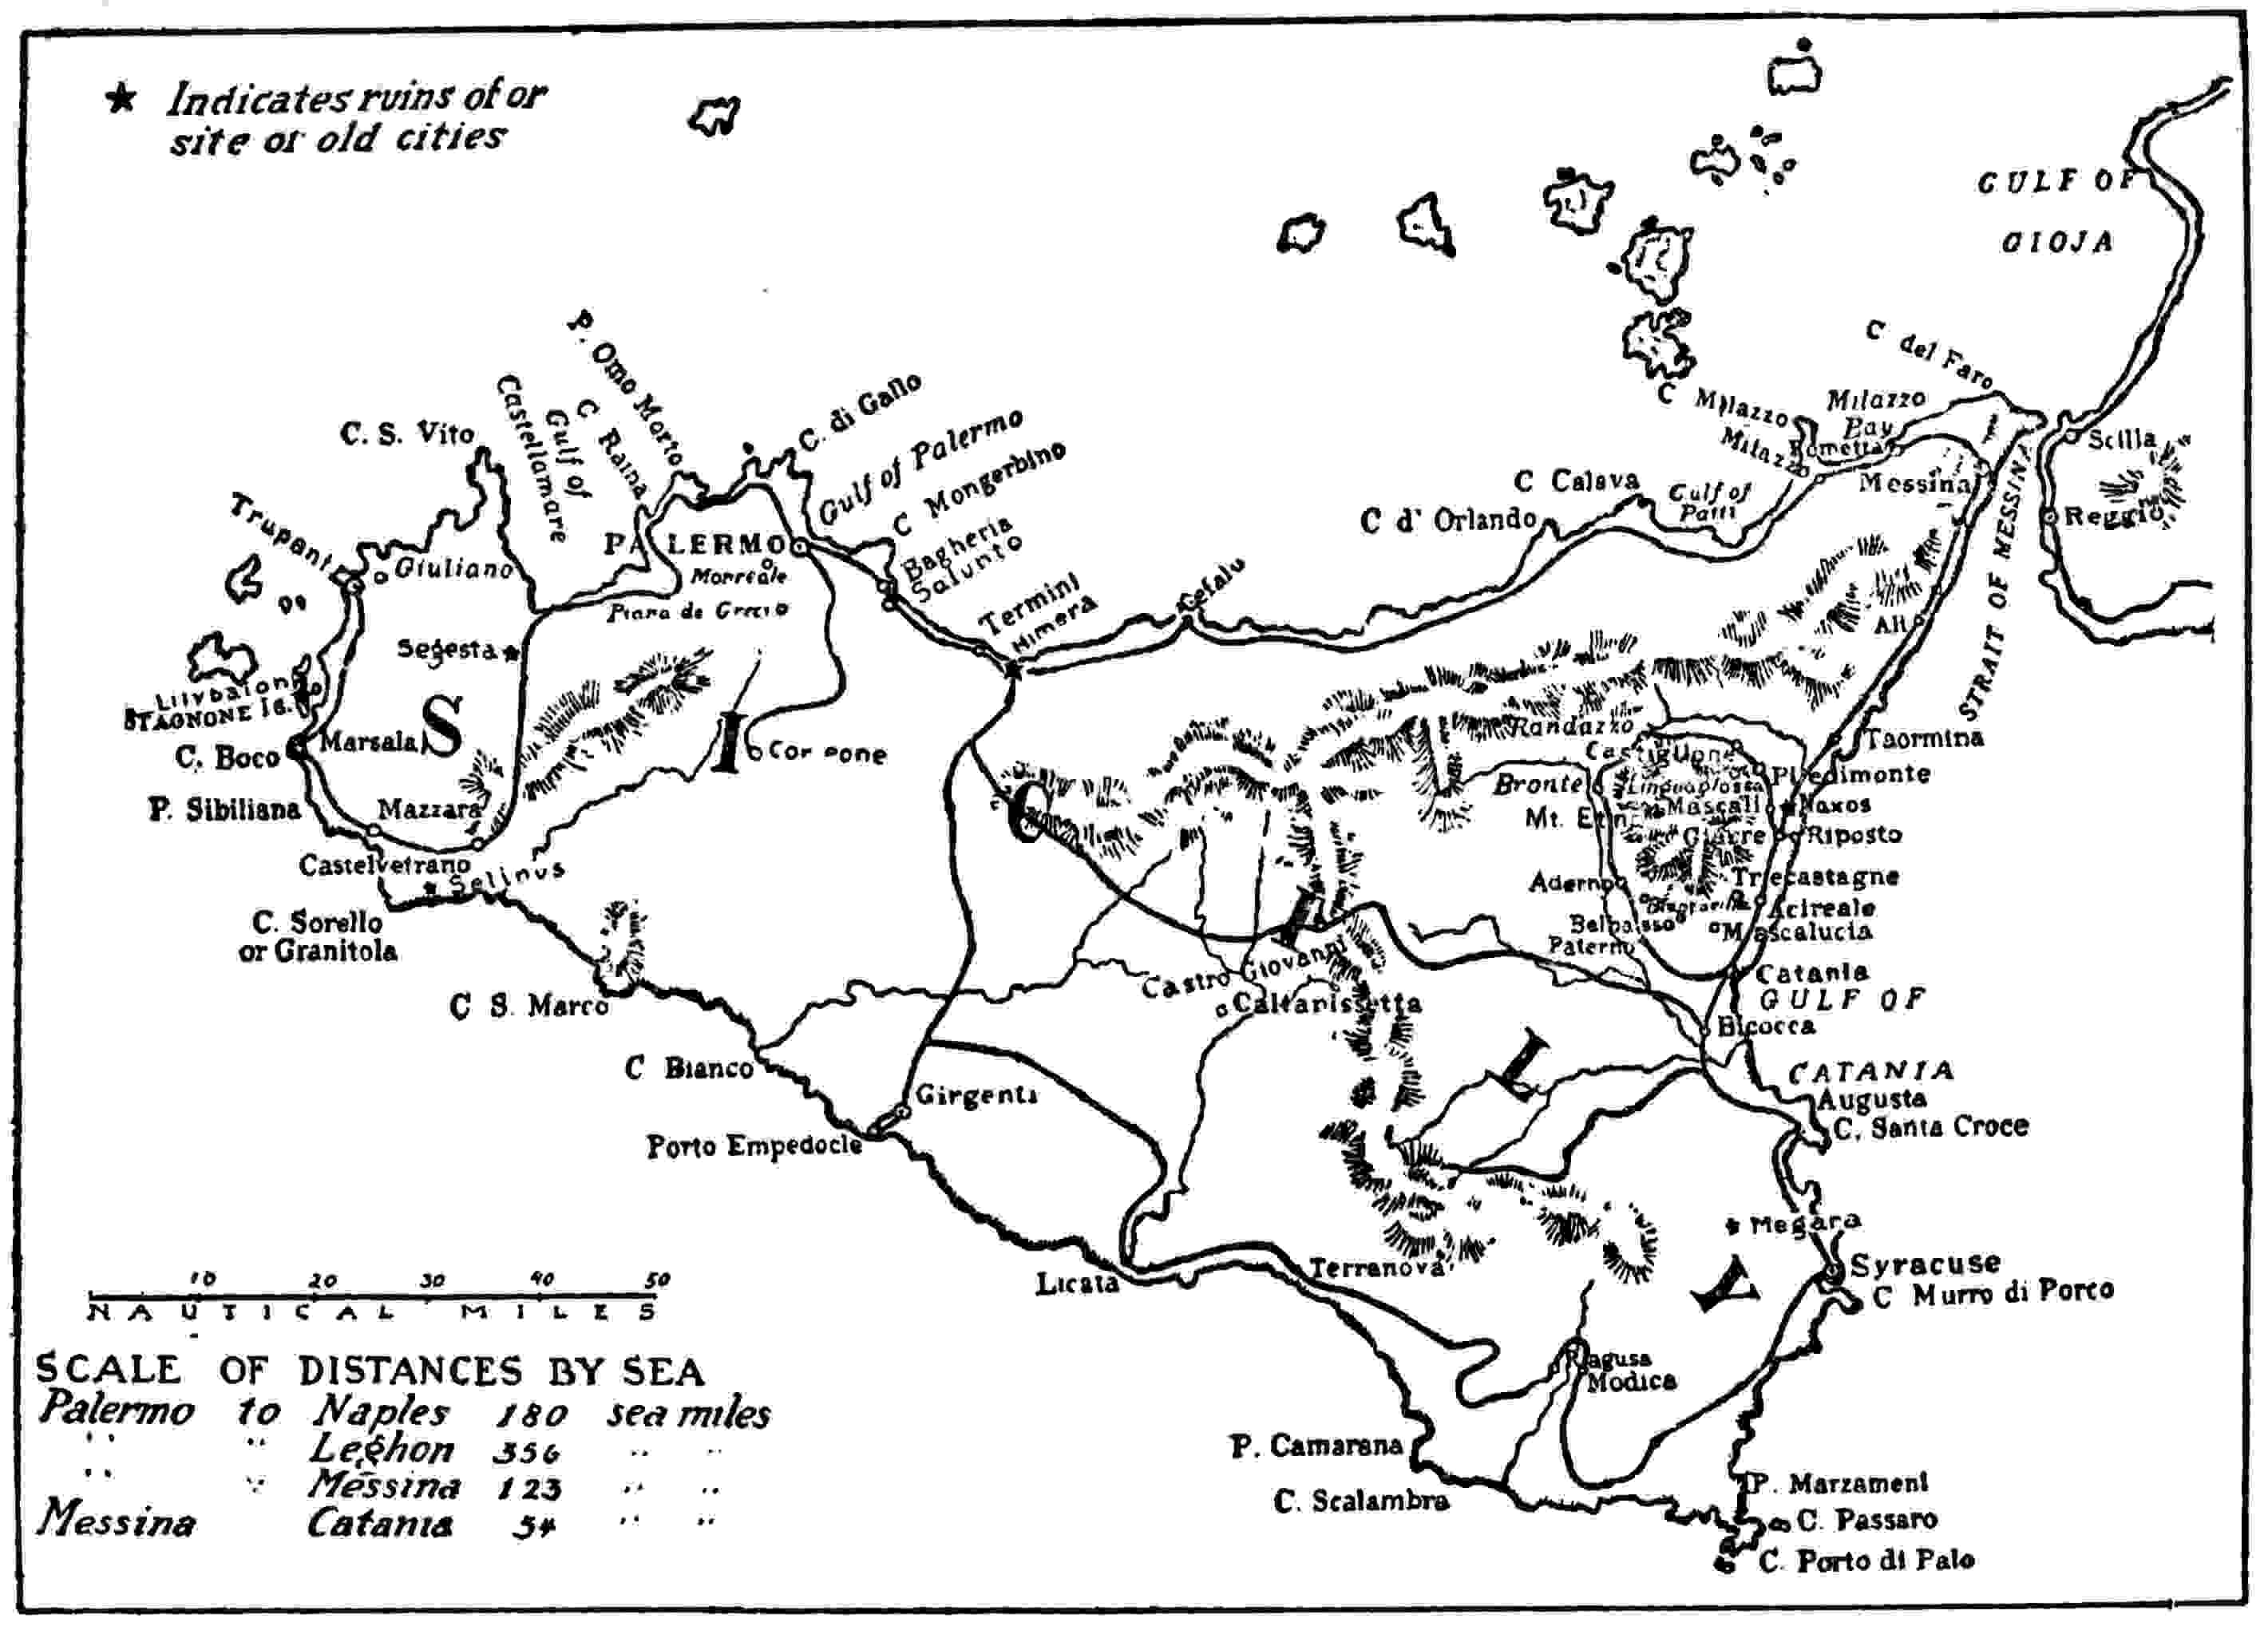 ★ Indicates ruins of or
site or old cities
GULF OF
GIOJA
C. S. Vito
Castellamare
Gulf of
C Raina
P. Omo Morto
C. di Gallo
Gulf of Palermo
C Mongerbino
Bagheria
Solunto
Termini
Himera
Cefalu
C d' Orlando
C Calava
Gulf of
Patti
C Milazzo
Milazzo
Milazzo
Bay
Rometta
C del Faro
Messina
STRAIT OF MESSINA
Scilla
Reggio
Trapani
Giuliano
PALERMO
Monreale
Piana de Grecio
Segesta
Ali
Lilybaion
STAGNONE Is.
C. Boco
Marsala
S I C I L Y
Corleone
Randazzo
Castiglione
Taormina
Bronte
Linguaglossa
Piedimonte
Mascali
Naxos
Mt. Etna
Giarre
Riposto
P. Sibiliana
Mazzara
Castelvetrano
Selinus
Aderno
Trecastagne
Biancavilla
Acireale
C. Sorello
or Granitola
Belpasso
Mascalucia
Paterno
Castro Giovanni
Catania
C S. Marco
Caltanissetta
GULF OF
Bicocca
C Bianco
CATANIA
Girgenti
Augusta
C. Santa Croce
Porto Empedocle
Megara
Licata
Terranova
Syracuse
C Murro di Porco
10 20 30 40 50
NAUTICAL MILES
Ragusa
Modica
SCALE OF DISTANCES BY SEA
Palermo to Naples 180 sea miles
" " Leghon 356 " "
" " Messina 123 " "
Messina Catania 54 " "
P. Camarana
C. Scalambra
P. Marzameni
C. Passaro
C. Porto di Palo